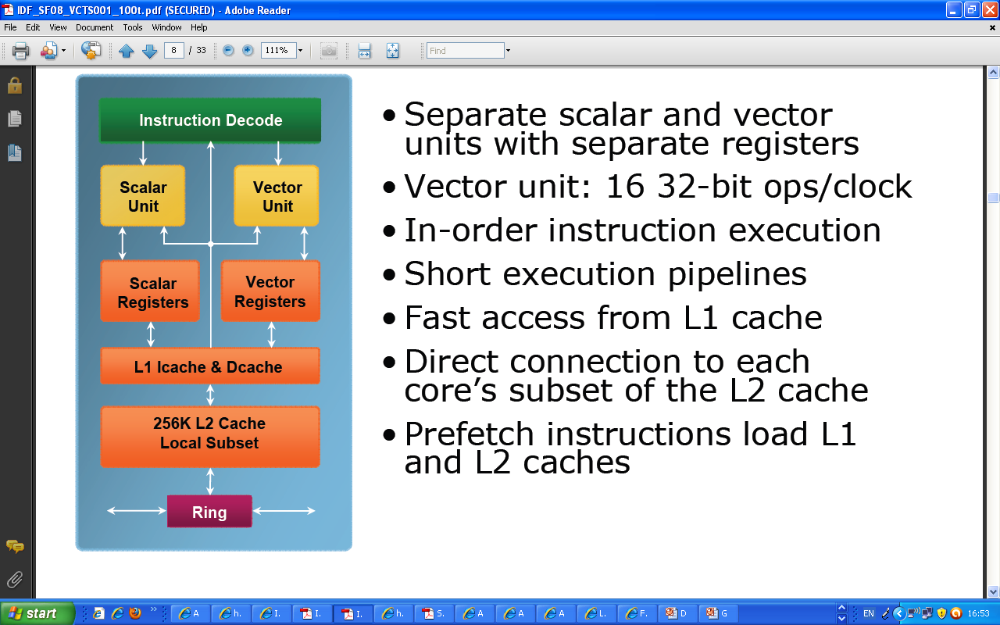 IDF_SF08_VCTS001_100t.pdf (SECURED) - Adobe Reader
File Edit View Document Tools Window Help
8 / 33 111% Find
Instruction Decode
Scalar
Unit
Vector
Unit
Scalar
Registers
Vector
Registers
L1 Icache & Dcache
256K L2 Cache
Local Subset
Ring
• Separate scalar and vector
units with separate registers
• Vector unit: 16 32-bit ops/clock
• In-order instruction execution
• Short execution pipelines
• Fast access from L1 cache
• Direct connection to each
core’s subset of the L2 cache
• Prefetch instructions load L1
and L2 caches
start A h. I. I. I. h. S. A A A L. F. D G EN 16:53